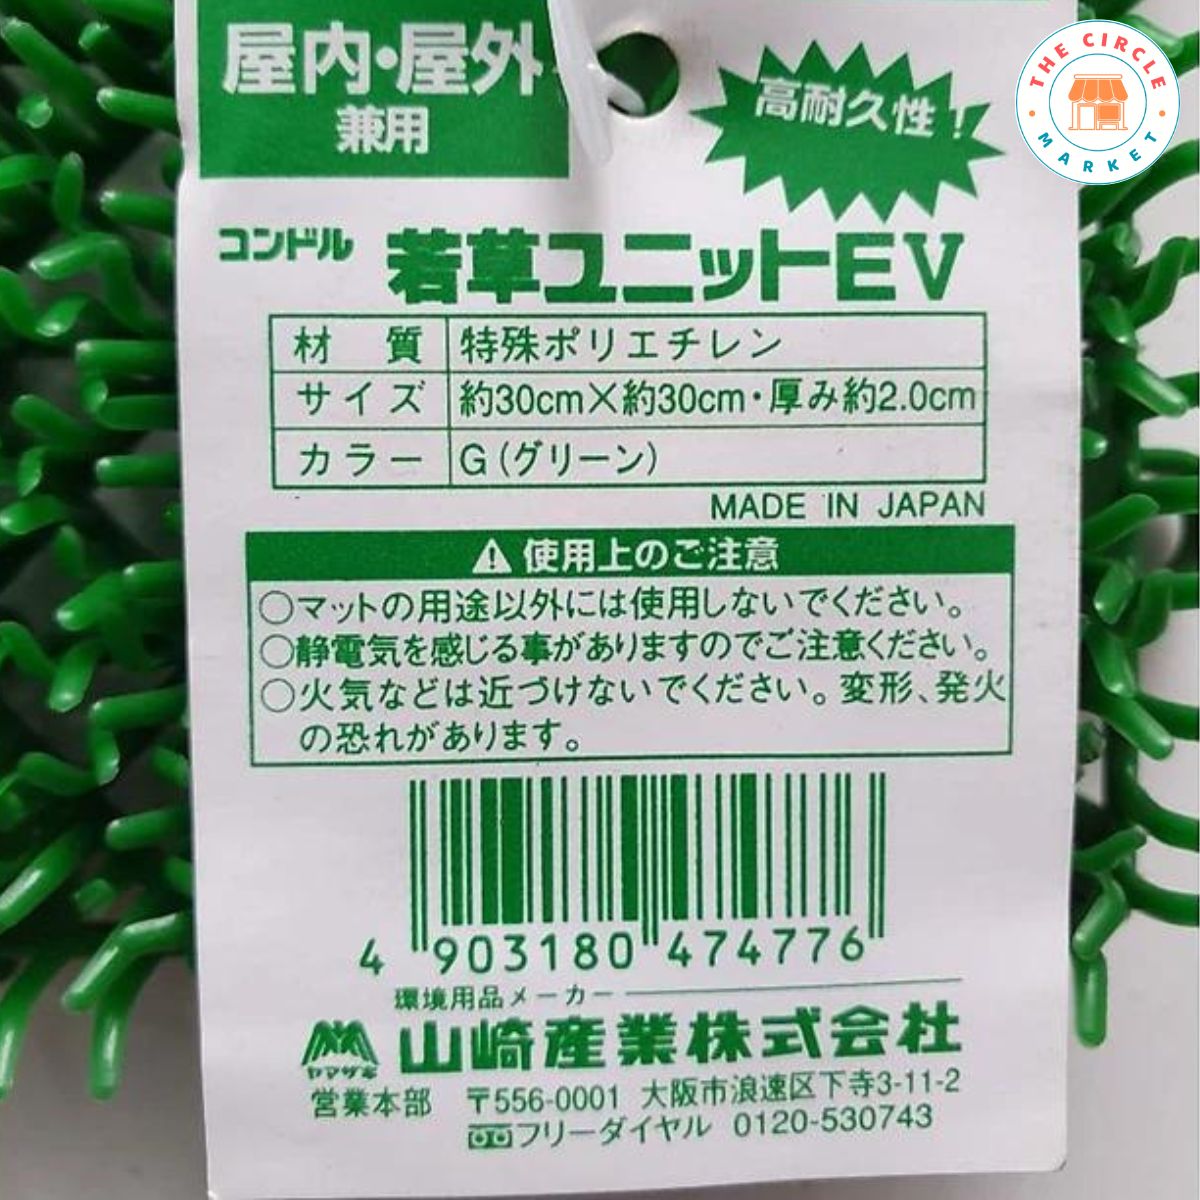 屋内・屋外
兼用
高耐久性!
THE CIRCLE
MARKET
コンドル 若草ユニットEV
材質 特殊ポリエチレン
サイズ 約30cm×約30cm・厚み約2.0cm
カラー G(グリーン)
MADE IN JAPAN
⚠使用上のご注意
○マットの用途以外には使用しないでください。
○静電気を感じる事がありますのでご注意ください。
○火気などは近づけないでください。変形、発火
の恐れがあります。
4 903180 474776
環境用品メーカー
ヤマザキ 山崎産業株式会社
営業本部 〒556-0001 大阪市浪速区下寺3-11-2
フリーダイヤル 0120-530743